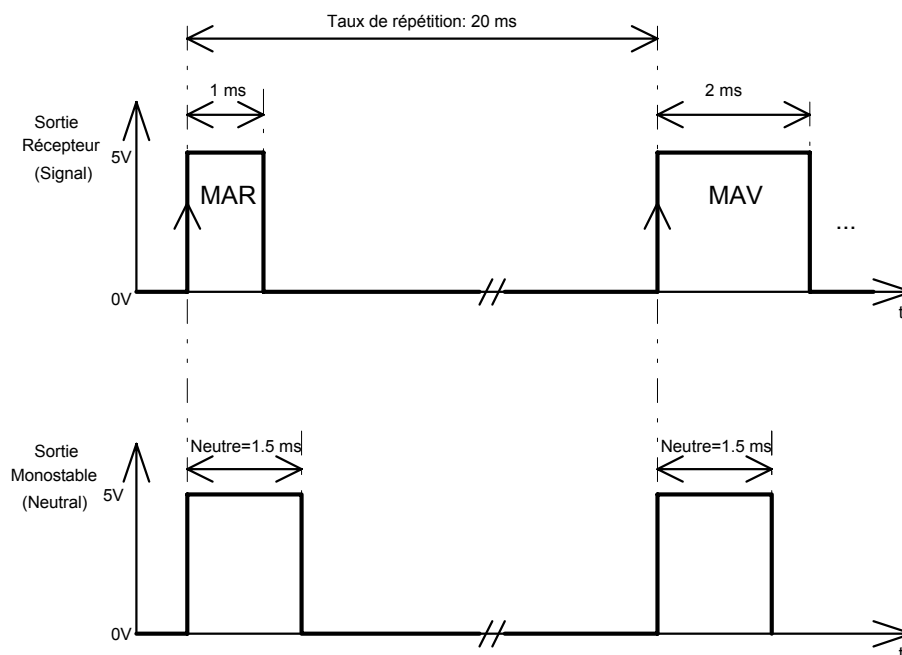 Taux de répétition: 20 ms
1 ms
2 ms
Sortie
Récepteur
(Signal)
5V
MAR
MAV
...
0V
t
Sortie
Monostable
(Neutral)
Neutre=1.5 ms
Neutre=1.5 ms
5V
0V
t